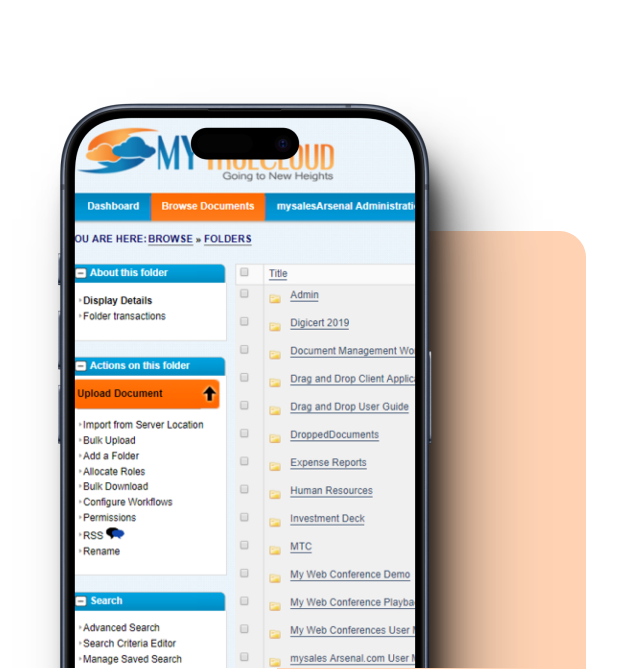 MY TRUECLOUD
Going to New Heights
Dashboard
Browse Documents
mysalesArsenal
OU ARE HERE: BROWSE » FOLDERS
About this folder
Display Details
Folder transactions
Actions on this folder
Upload Document
Import from Server Location
Bulk Upload
Add a Folder
Allocate Roles
Bulk Download
Configure Workflows
Permissions
RSS
Rename
Search
Advanced Search
Search Criteria Editor
Manage Saved Search
Title
Admin
Digicert 2019
Document Management Wo
Drag and Drop Client Applic
Drag and Drop User Guide
DroppedDocuments
Expense Reports
Human Resources
Investment Deck
MTC
My Web Conference Demo
My Web Conference Playba
My Web Conferences User
mysales Arsenal.com User